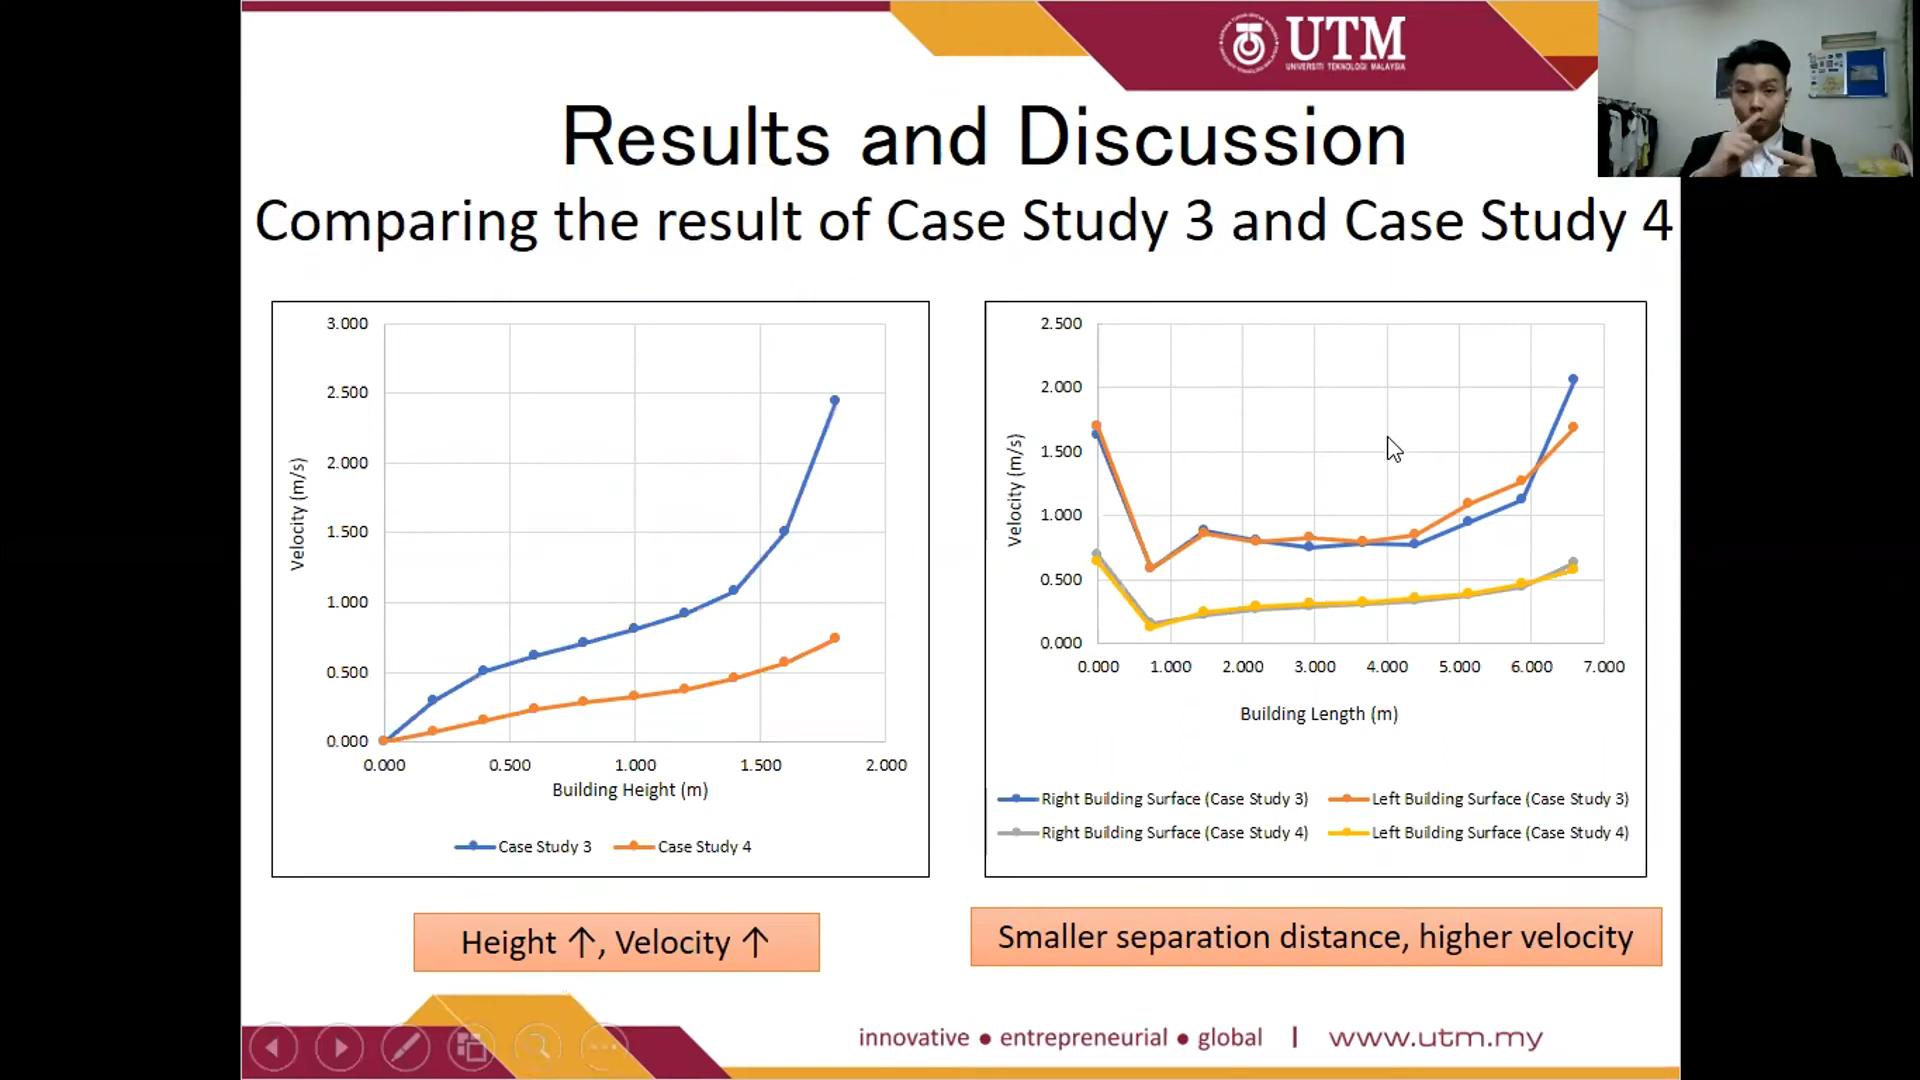 UTM
UNIVERSITI TEKNOLOGI MALAYSIA
Results and Discussion
Comparing the result of Case Study 3 and Case Study 4
3.000
2.500
2.000
1.500
1.000
0.500
0.000
Velocity (m/s)
0.000 0.500 1.000 1.500 2.000
Building Height (m)
Case Study 3 Case Study 4
2.500
2.000
1.500
1.000
0.500
0.000
Velocity (m/s)
0.000 1.000 2.000 3.000 4.000 5.000 6.000 7.000
Building Length (m)
Right Building Surface (Case Study 3) Left Building Surface (Case Study 3)
Right Building Surface (Case Study 4) Left Building Surface (Case Study 4)
Height ↑, Velocity ↑
Smaller separation distance, higher velocity
innovative ● entrepreneurial ● global | www.utm.my